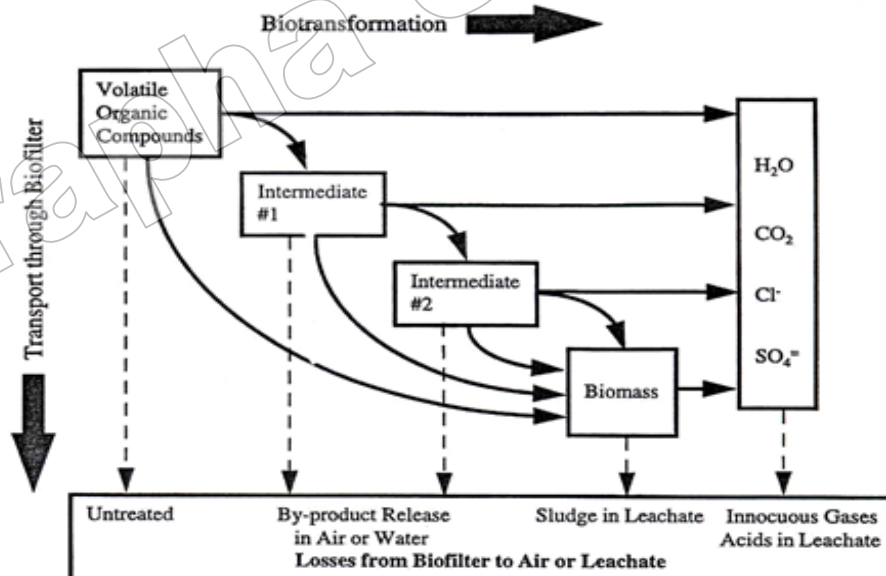 Biotransformation
Volatile
Organic
Compounds
Transport through Biofilter
Intermediate
#1
Intermediate
#2
Biomass
H₂O
CO₂
Cl⁻
SO₄⁼
Untreated
By-product Release
in Air or Water
Sludge in Leachate
Innocuous Gases
Acids in Leachate
Losses from Biofilter to Air or Leachate